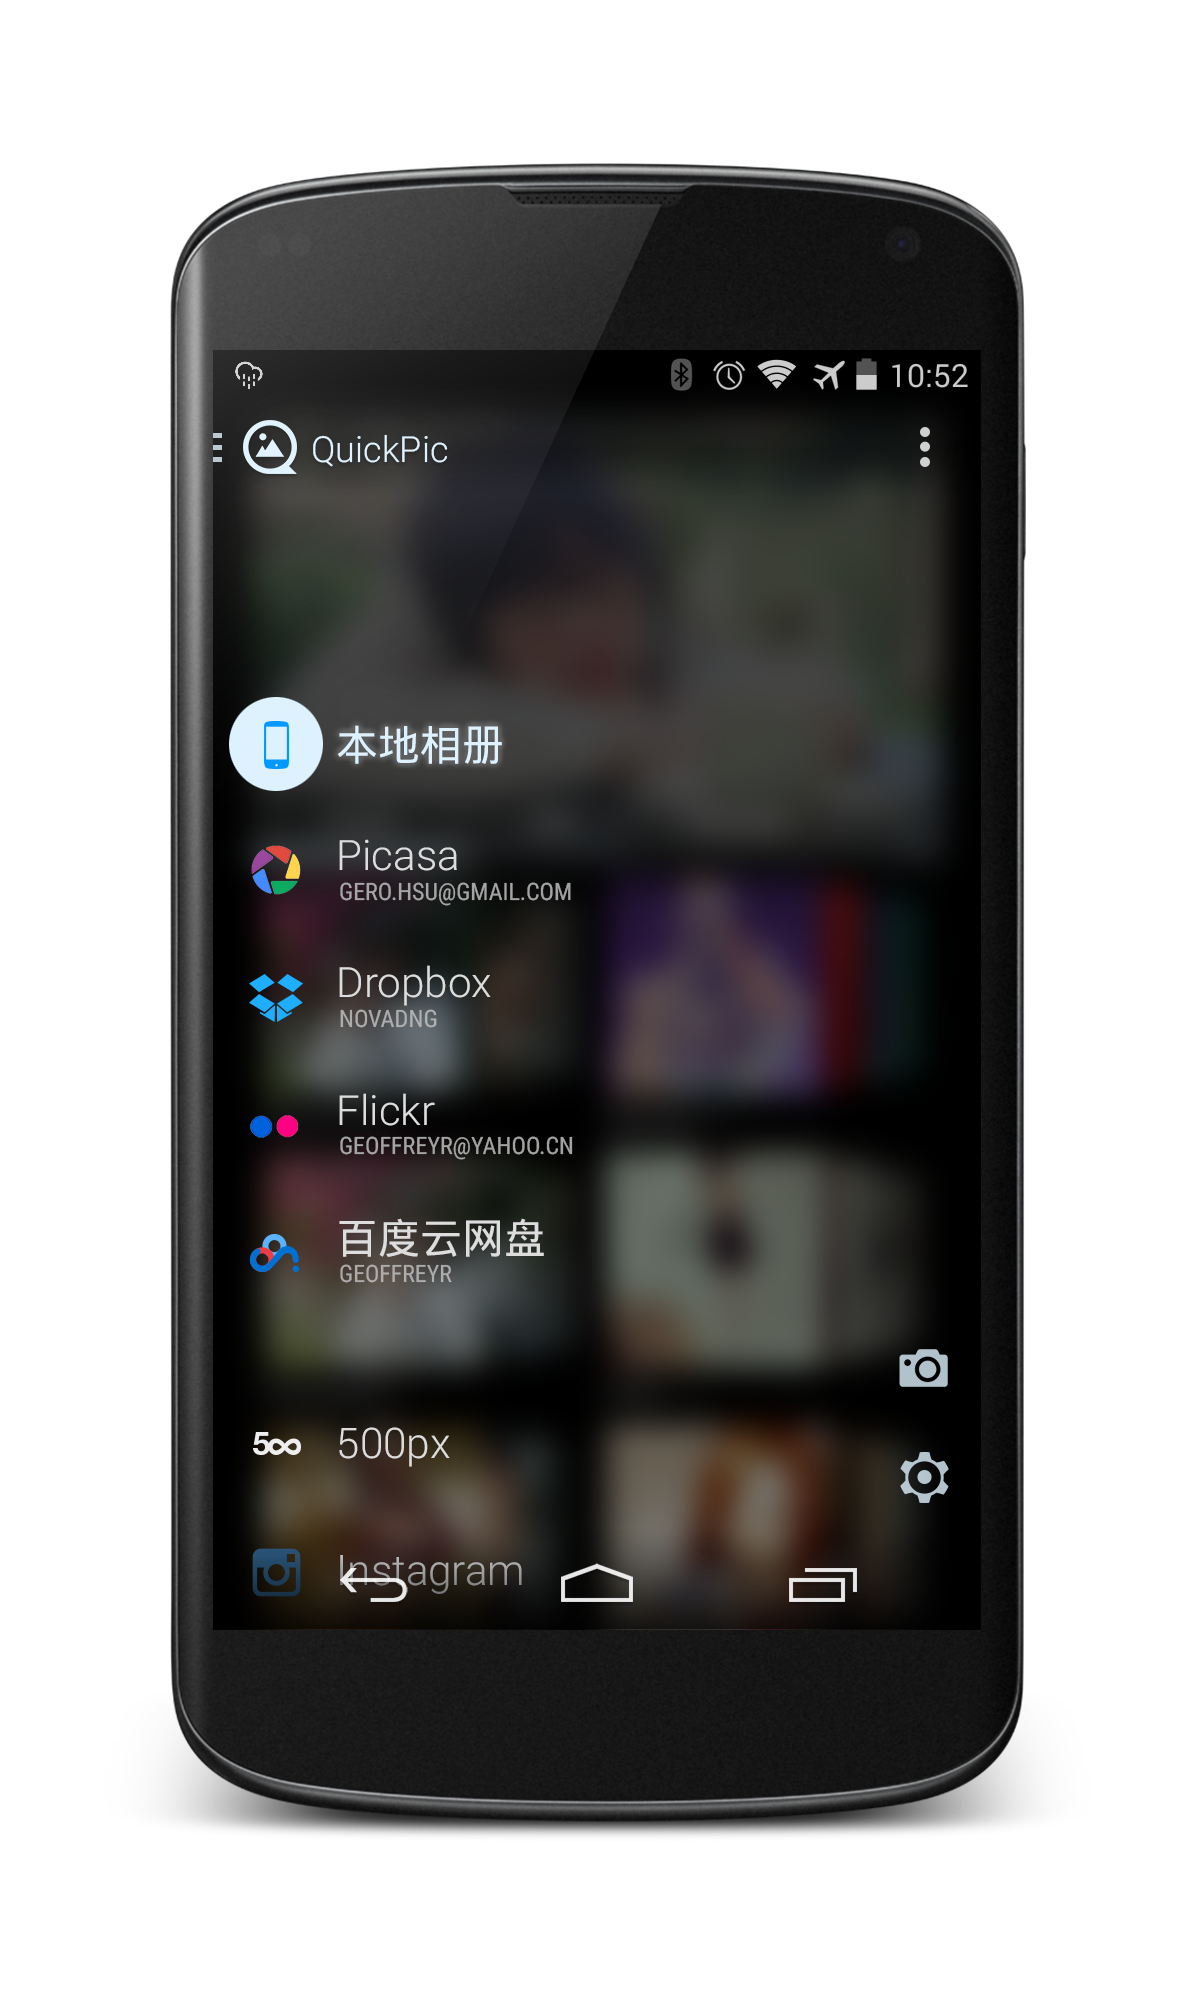 10:52
QuickPic
本地相册
Picasa
GERO.HSU@GMAIL.COM
Dropbox
NOVADNG
Flickr
GEOFFREYR@YAHOO.CN
百度云网盘
GEOFFREYR
500 500px
Instagram